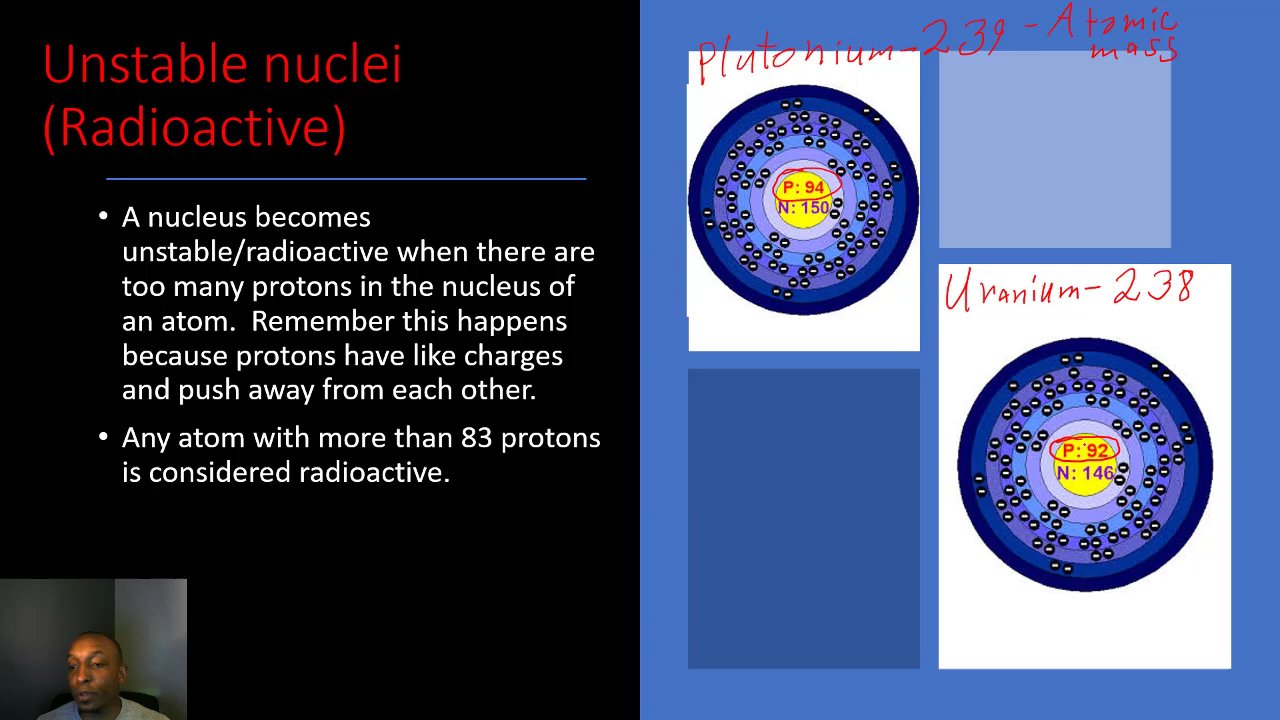 Unstable nuclei
(Radioactive)
• A nucleus becomes
unstable/radioactive when there are
too many protons in the nucleus of
an atom.  Remember this happens
because protons have like charges
and push away from each other.
• Any atom with more than 83 protons
is considered radioactive.
Plutonium-239 - Atomic
mass
P: 94
N: 150
Uranium-238
P: 92
N: 146